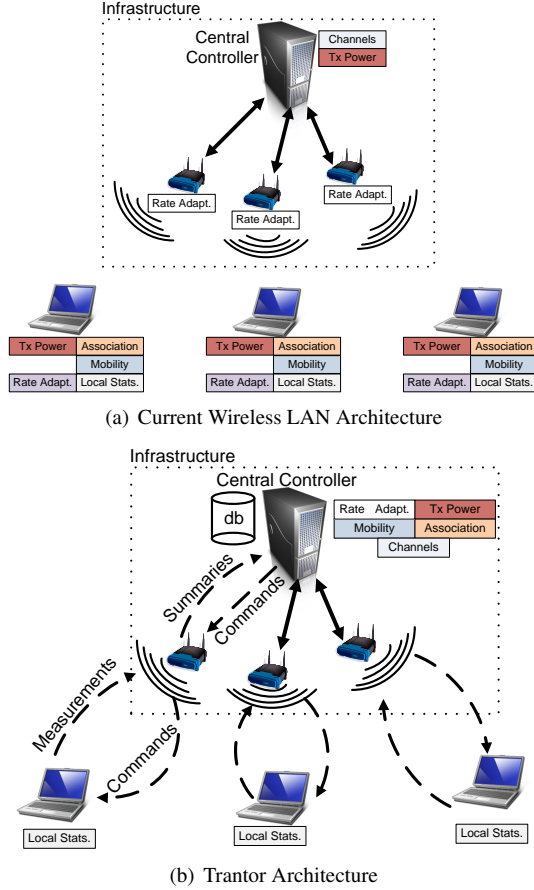 Infrastructure
Central
Controller
Channels
Tx Power
Rate Adapt.
Rate Adapt.
Rate Adapt.
Tx Power Association
Mobility
Rate Adapt. Local Stats.
Tx Power Association
Mobility
Rate Adapt. Local Stats.
Tx Power Association
Mobility
Rate Adapt. Local Stats.
(a) Current Wireless LAN Architecture
Infrastructure
Central Controller
db
Rate Adapt. Tx Power
Mobility Association
Channels
Summaries
Commands
Measurements
Commands
Local Stats.
Local Stats.
Local Stats.
(b) Trantor Architecture